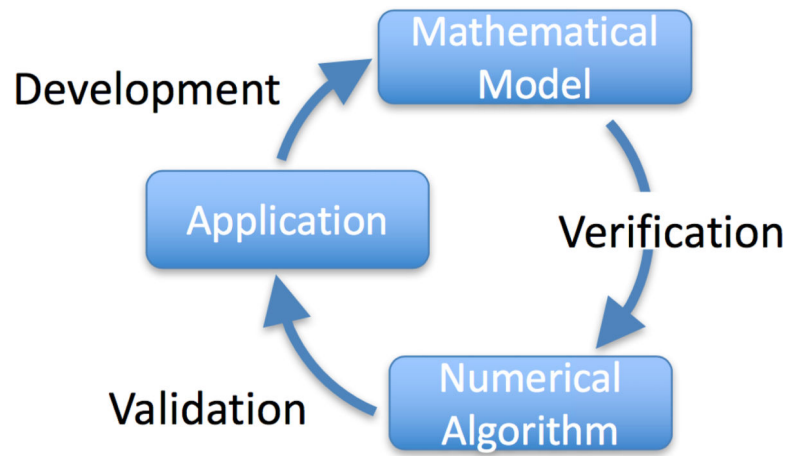 Mathematical
Model
Development
Application
Verification
Numerical
Algorithm
Validation